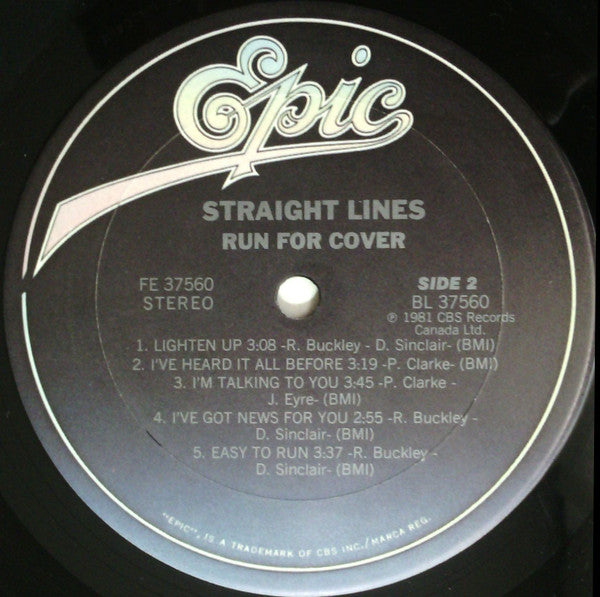 Epic
STRAIGHT LINES
RUN FOR COVER
FE 37560
STEREO
SIDE 2
BL 37560
℗ 1981 CBS Records
Canada Ltd.
1. LIGHTEN UP 3:08 -R. Buckley - D. Sinclair- (BMI)
2. I'VE HEARD IT ALL BEFORE 3:19 -P. Clarke- (BMI)
3. I'M TALKING TO YOU 3:45 -P. Clarke -
J. Eyre- (BMI)
4. I'VE GOT NEWS FOR YOU 2:55 -R. Buckley -
D. Sinclair- (BMI)
5. EASY TO RUN 3:37 -R. Buckley -
D. Sinclair- (BMI)
"EPIC", IS A TRADEMARK OF CBS INC./MARCA REG.